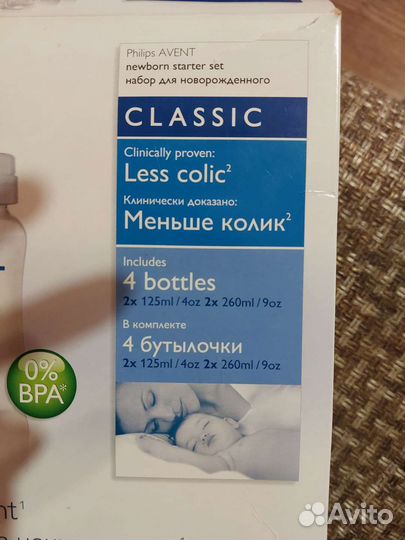 Philips AVENT
newborn starter set
набор для новорожденного
CLASSIC
Clinically proven:
Less colic²
Клинически доказано:
Меньше колик²
Includes
4 bottles
2x 125ml/4oz 2x 260ml/9oz
В комплекте
4 бутылочки
2x 125ml/4oz 2x 260ml/9oz
0%
BPA*
Avito